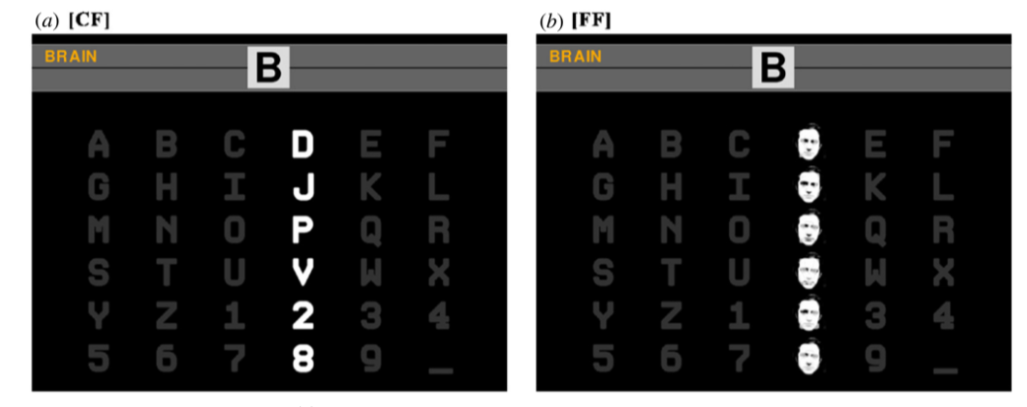 (a) [CF]
BRAIN
B
A B C D E F
G H I J K L
M N O P Q R
S T U V W X
Y Z 1 2 3 4
5 6 7 8 9 _
(b) [FF]
BRAIN
B
A B C E F
G H I K L
M N O Q R
S T U W X
Y Z 1 3 4
5 6 7 9 _